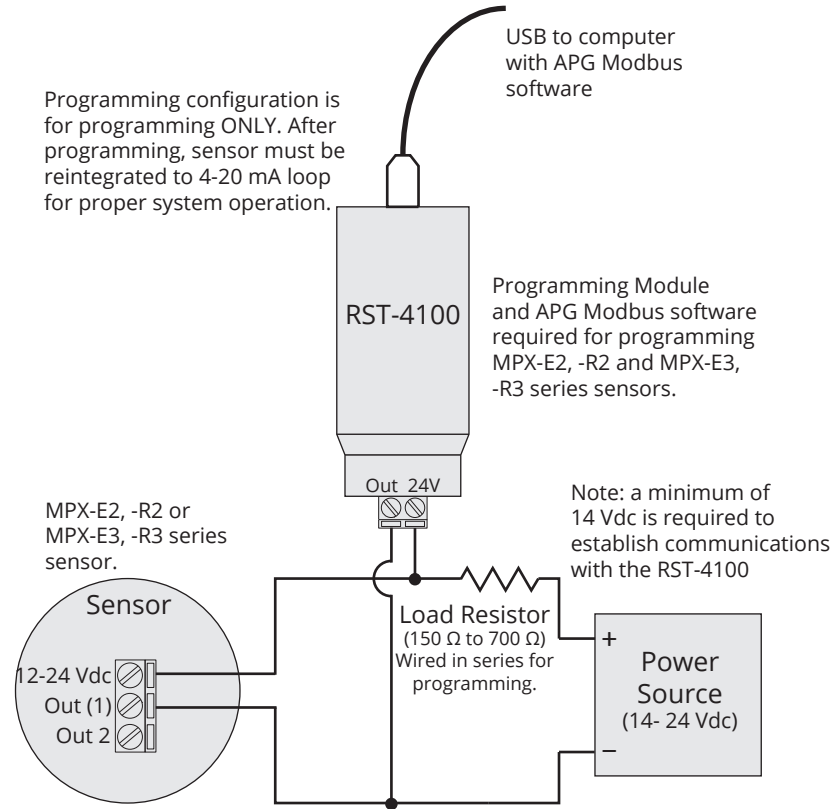 USB to computer
with APG Modbus
software
Programming configuration is
for programming ONLY. After
programming, sensor must be
reintegrated to 4-20 mA loop
for proper system operation.
RST-4100
Programming Module
and APG Modbus software
required for programming
MPX-E2, -R2 and MPX-E3,
-R3 series sensors.
Out 24V
Note: a minimum of
14 Vdc is required to
establish communications
with the RST-4100
MPX-E2, -R2 or
MPX-E3, -R3 series
sensor.
Sensor
12-24 Vdc
Out (1)
Out 2
Load Resistor
(150 Ω to 700 Ω)
Wired in series for
programming.
+
Power
Source
(14- 24 Vdc)
−